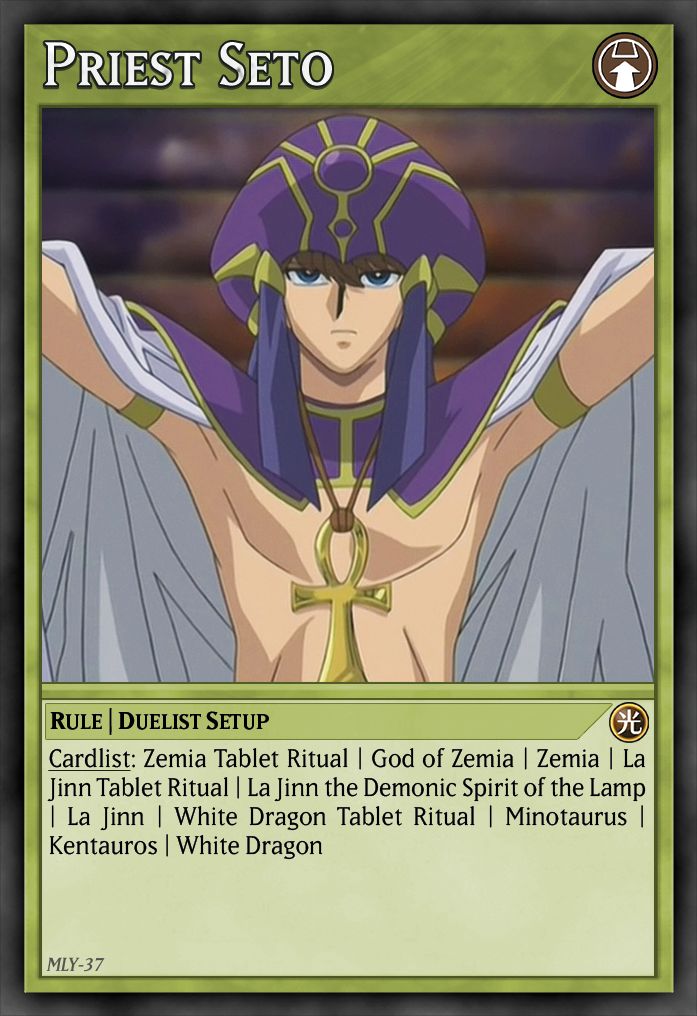 Priest Seto
Rule | Duelist Setup
光
Cardlist: Zemia Tablet Ritual | God of Zemia | Zemia | La
Jinn Tablet Ritual | La Jinn the Demonic Spirit of the Lamp
| La Jinn | White Dragon Tablet Ritual | Minotaurus |
Kentauros | White Dragon
MLY-37